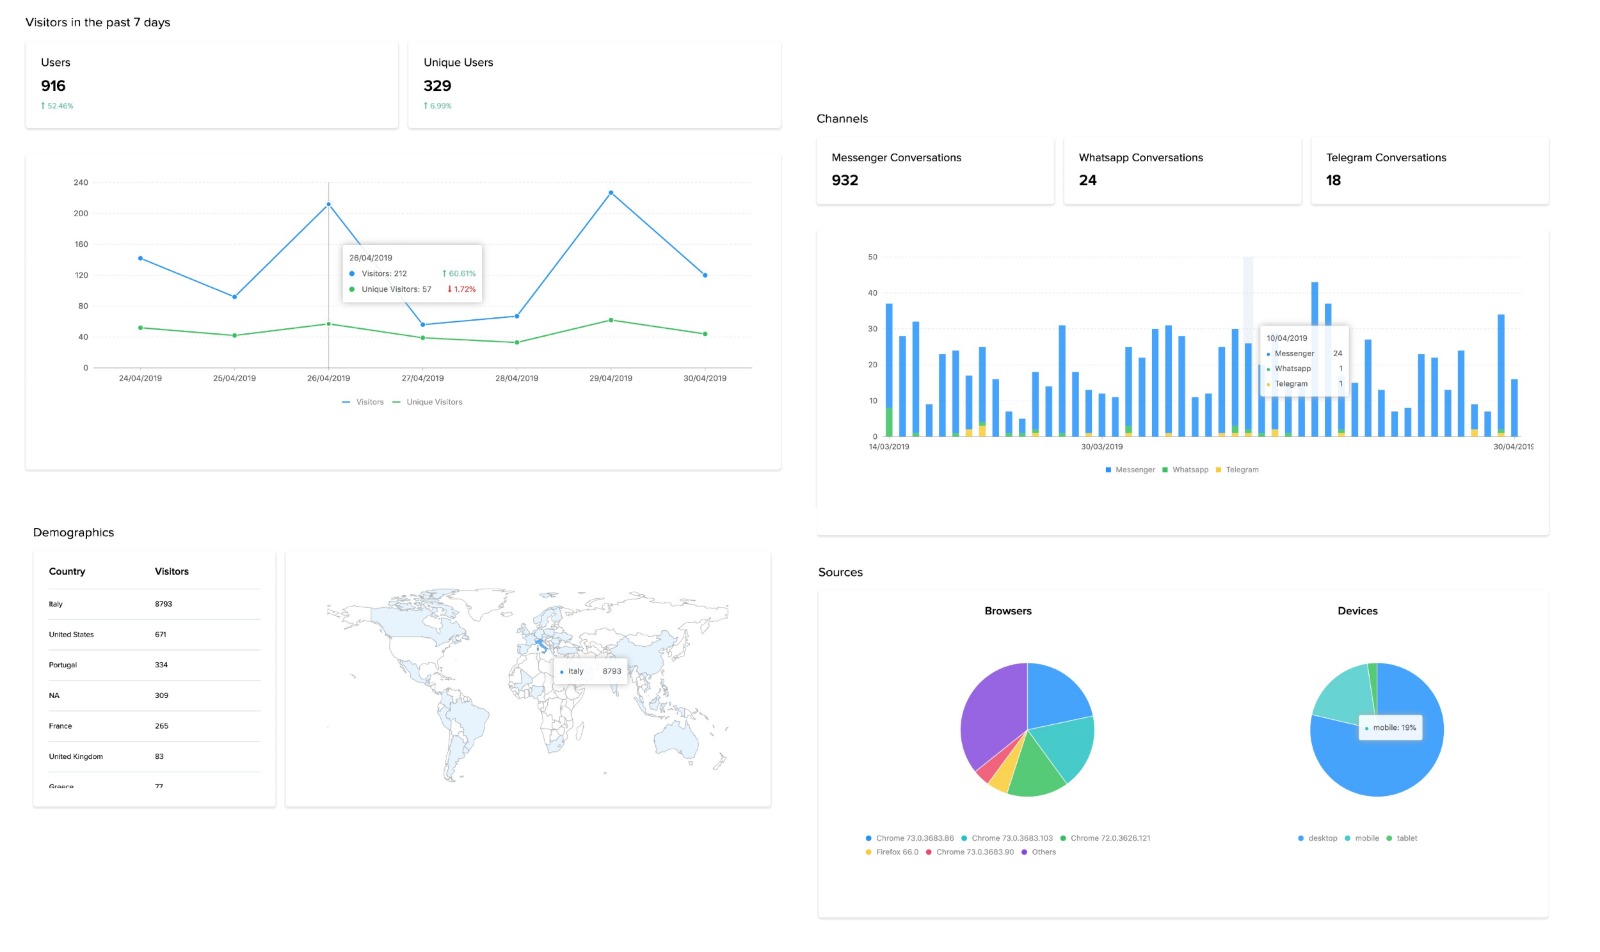 Visitors in the past 7 days
Users
916
↑ 52.46%
Unique Users
329
↑ 6.99%
240
200
160
120
80
40
0
26/04/2019
Visitors: 212 ↑ 60.61%
Unique Visitors: 57 ↓ 1.72%
24/04/2019 25/04/2019 26/04/2019 27/04/2019 28/04/2019 29/04/2019 30/04/2019
Visitors Unique Visitors
Channels
Messenger Conversations
932
Whatsapp Conversations
24
Telegram Conversations
18
50
40
30
20
10
0
10/04/2019
Messenger 24
Whatsapp 1
Telegram 1
14/03/2019 30/03/2019 30/04/2019
Messenger Whatsapp Telegram
Demographics
Country Visitors
Italy 8793
United States 671
Portugal 334
NA 309
France 265
United Kingdom 83
Greece 77
Italy 8793
Sources
Browsers
Chrome 73.0.3683.86 Chrome 73.0.3683.103 Chrome 72.0.3626.121
Firefox 66.0 Chrome 73.0.3683.90 Others
Devices
mobile: 19%
desktop mobile tablet